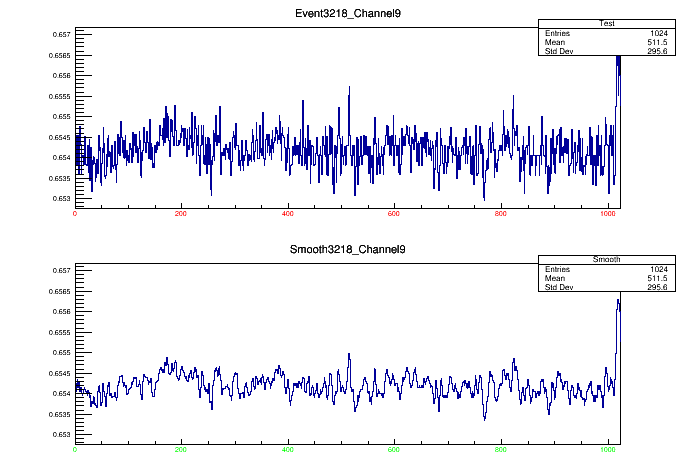 Event3218_Channel9
Test
Entries 1024
Mean 511.5
Std Dev 295.6
0.657
0.6565
0.656
0.6555
0.655
0.6545
0.654
0.6535
0.653
0 200 400 600 800 1000
Smooth3218_Channel9
Smooth
Entries 1024
Mean 511.5
Std Dev 295.6
0.657
0.6565
0.656
0.6555
0.655
0.6545
0.654
0.6535
0.653
0 200 400 600 800 1000